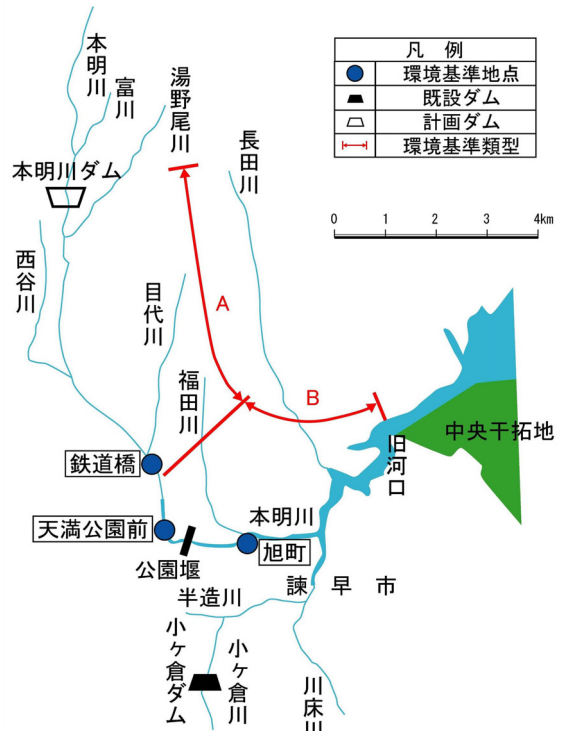 凡 例
環境基準地点
既設ダム
計画ダム
環境基準類型
0 1 2 3 4km
本明川
富川
湯野尾川
長田川
本明川ダム
西谷川
目代川
福田川
A
B
中央干拓地
旧河口
鉄道橋
天満公園前
公園堰
本明川
旭町
諫早市
半造川
小ヶ倉ダム
小ヶ倉川
川床川